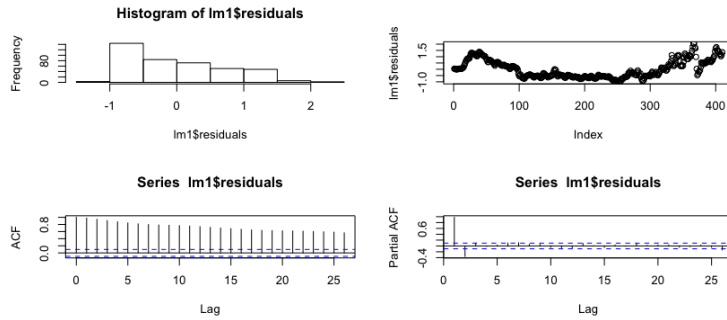 Histogram of lm1$residuals
Frequency
0 80
-1 0 1 2
lm1$residuals
lm1$residuals
-1.0 1.5
0 100 200 300 400
Index
Series lm1$residuals
ACF
0.0 0.8
0 5 10 15 20 25
Lag
Series lm1$residuals
Partial ACF
-0.4 0.6
0 5 10 15 20 25
Lag